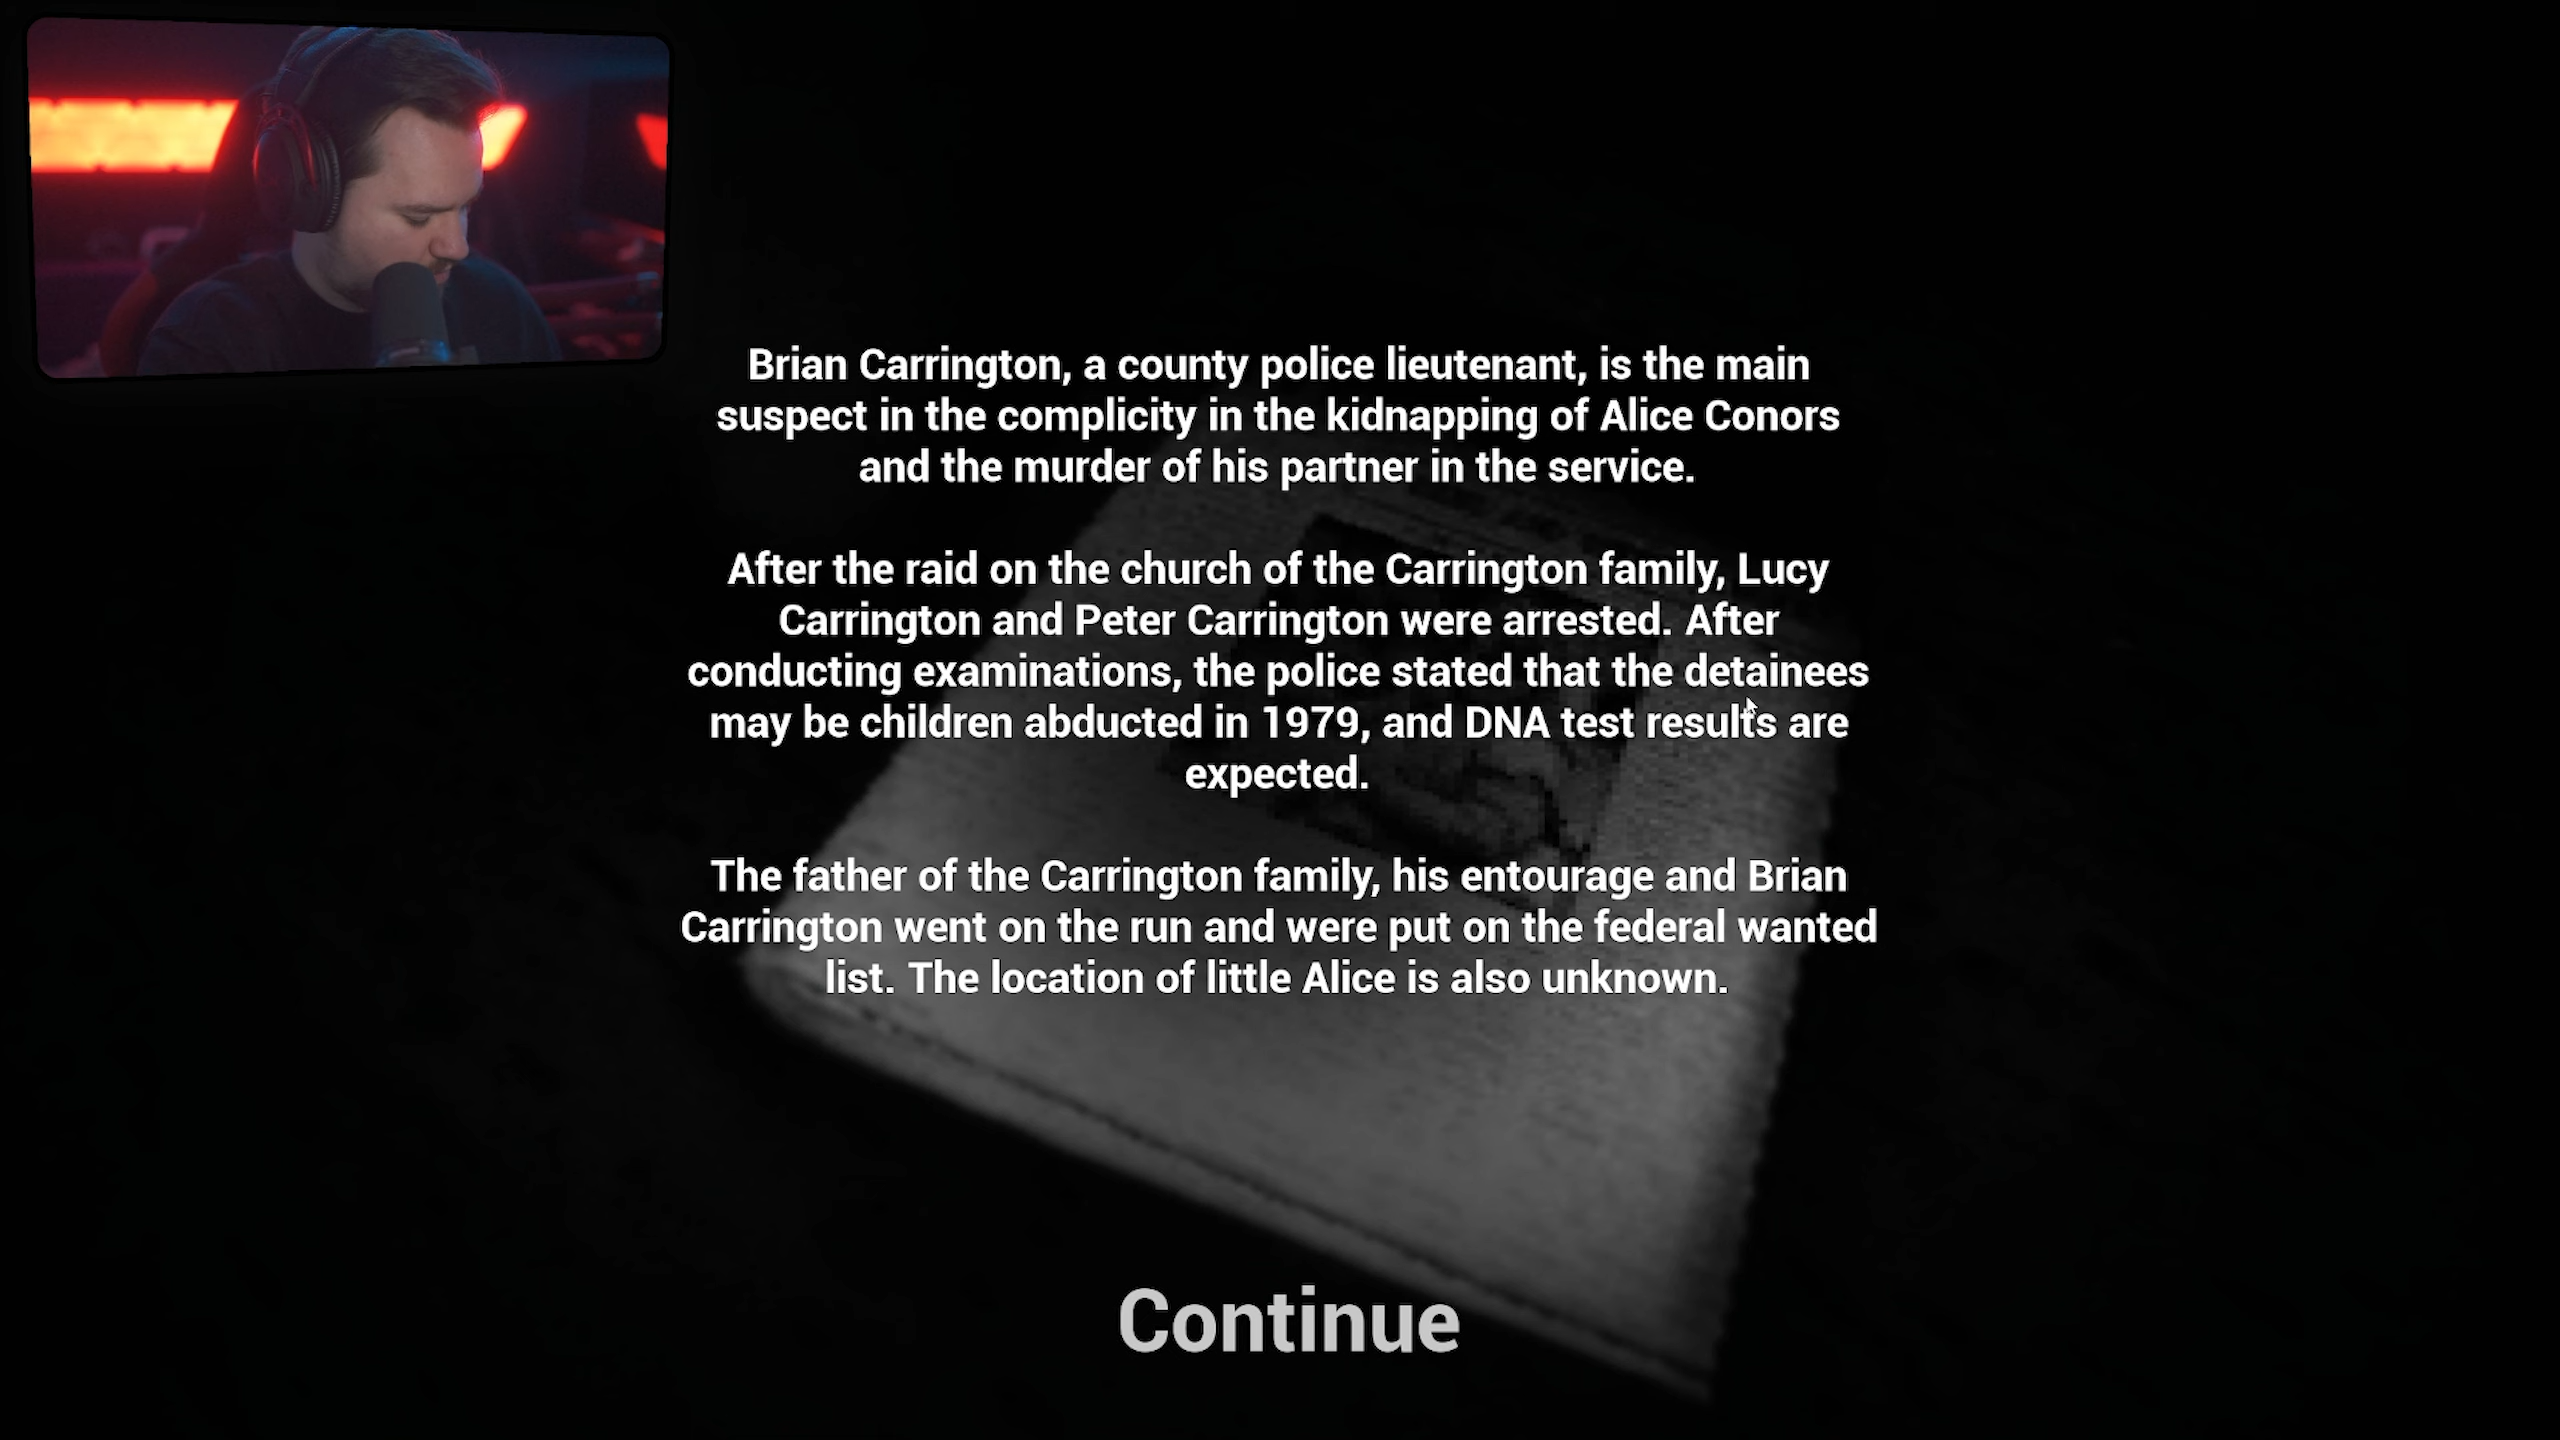 Brian Carrington, a county police lieutenant, is the main
suspect in the complicity in the kidnapping of Alice Conors
and the murder of his partner in the service.
After the raid on the church of the Carrington family, Lucy
Carrington and Peter Carrington were arrested. After
conducting examinations, the police stated that the detainees
may be children abducted in 1979, and DNA test results are
expected.
The father of the Carrington family, his entourage and Brian
Carrington went on the run and were put on the federal wanted
list. The location of little Alice is also unknown.
Continue